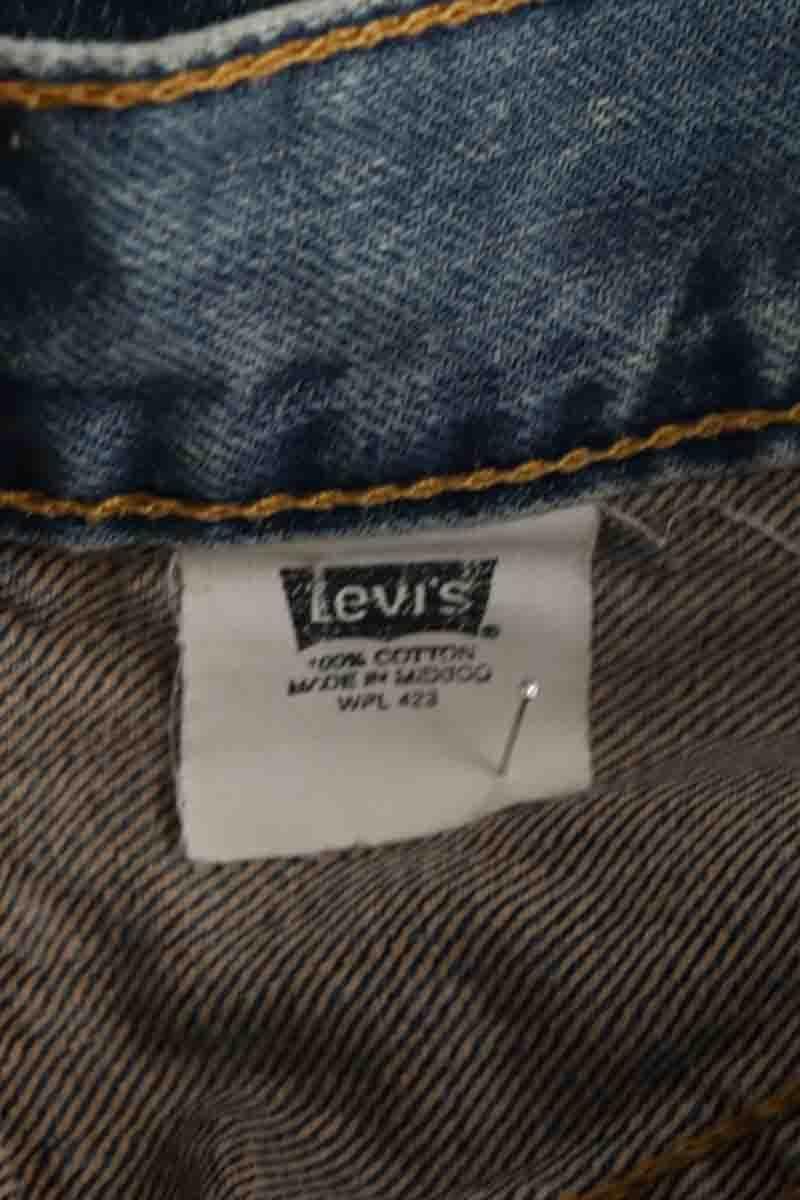 Levi's
100% COTTON
MADE IN MEXICO
WPL 423